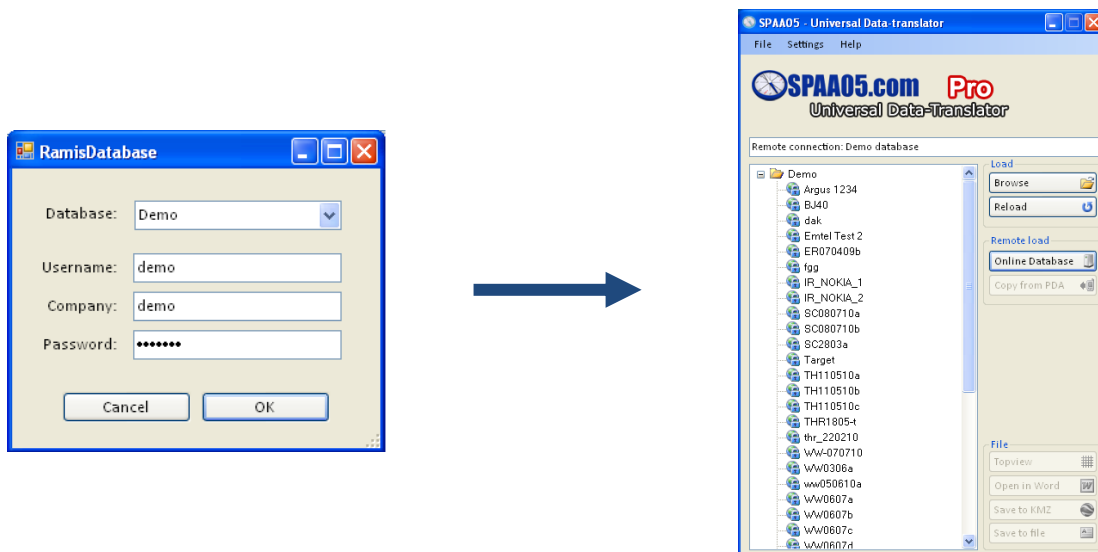 RamisDatabase
Database: Demo
Username: demo
Company: demo
Password: •••••••
Cancel OK
SPAA05 - Universal Data-translator
File Settings Help
SPAA05.com Pro
Universal Data-Translator
Remote connection: Demo database
Demo
Argus 1234
BJ40
dak
Emtel Test 2
ER070409b
fgg
IR_NOKIA_1
IR_NOKIA_2
SC080710a
SC080710b
SC2803a
Target
TH110510a
TH110510b
TH110510c
THR1805-t
thr_220210
WW-070710
WW0306a
ww050610a
WW0607a
WW0607b
WW0607c
WW0607d
Load
Browse
Reload
Remote load
Online Database
Copy from PDA
File
Topview
Open in Word
Save to KMZ
Save to file